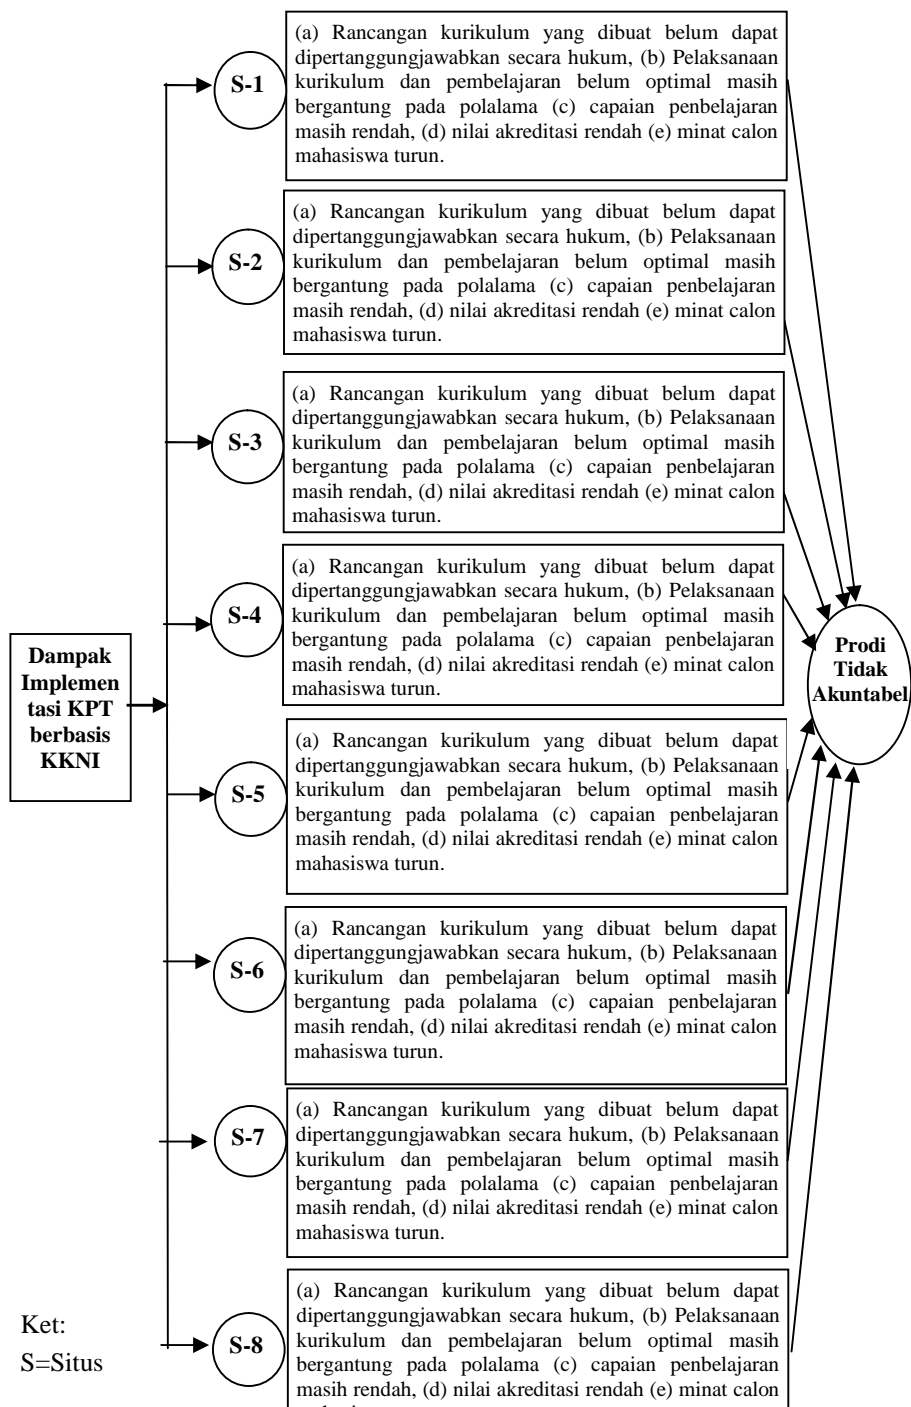 (a) Rancangan kurikulum yang dibuat belum dapat
dipertanggungjawabkan secara hukum, (b) Pelaksanaan
kurikulum dan pembelajaran belum optimal masih
bergantung pada polalama (c) capaian penbelajaran
masih rendah, (d) nilai akreditasi rendah (e) minat calon
mahasiswa turun.
S-1
(a) Rancangan kurikulum yang dibuat belum dapat
dipertanggungjawabkan secara hukum, (b) Pelaksanaan
kurikulum dan pembelajaran belum optimal masih
bergantung pada polalama (c) capaian penbelajaran
masih rendah, (d) nilai akreditasi rendah (e) minat calon
mahasiswa turun.
S-2
(a) Rancangan kurikulum yang dibuat belum dapat
dipertanggungjawabkan secara hukum, (b) Pelaksanaan
kurikulum dan pembelajaran belum optimal masih
bergantung pada polalama (c) capaian penbelajaran
masih rendah, (d) nilai akreditasi rendah (e) minat calon
mahasiswa turun.
S-3
(a) Rancangan kurikulum yang dibuat belum dapat
dipertanggungjawabkan secara hukum, (b) Pelaksanaan
kurikulum dan pembelajaran belum optimal masih
bergantung pada polalama (c) capaian penbelajaran
masih rendah, (d) nilai akreditasi rendah (e) minat calon
mahasiswa turun.
S-4
Dampak
Implemen
tasi KPT
berbasis
KKNI
Prodi
Tidak
Akuntabel
(a) Rancangan kurikulum yang dibuat belum dapat
dipertanggungjawabkan secara hukum, (b) Pelaksanaan
kurikulum dan pembelajaran belum optimal masih
bergantung pada polalama (c) capaian penbelajaran
masih rendah, (d) nilai akreditasi rendah (e) minat calon
mahasiswa turun.
S-5
(a) Rancangan kurikulum yang dibuat belum dapat
dipertanggungjawabkan secara hukum, (b) Pelaksanaan
kurikulum dan pembelajaran belum optimal masih
bergantung pada polalama (c) capaian penbelajaran
masih rendah, (d) nilai akreditasi rendah (e) minat calon
mahasiswa turun.
S-6
(a) Rancangan kurikulum yang dibuat belum dapat
dipertanggungjawabkan secara hukum, (b) Pelaksanaan
kurikulum dan pembelajaran belum optimal masih
bergantung pada polalama (c) capaian penbelajaran
masih rendah, (d) nilai akreditasi rendah (e) minat calon
mahasiswa turun.
S-7
(a) Rancangan kurikulum yang dibuat belum dapat
dipertanggungjawabkan secara hukum, (b) Pelaksanaan
kurikulum dan pembelajaran belum optimal masih
bergantung pada polalama (c) capaian penbelajaran
masih rendah, (d) nilai akreditasi rendah (e) minat calon
S-8
Ket:
S=Situs